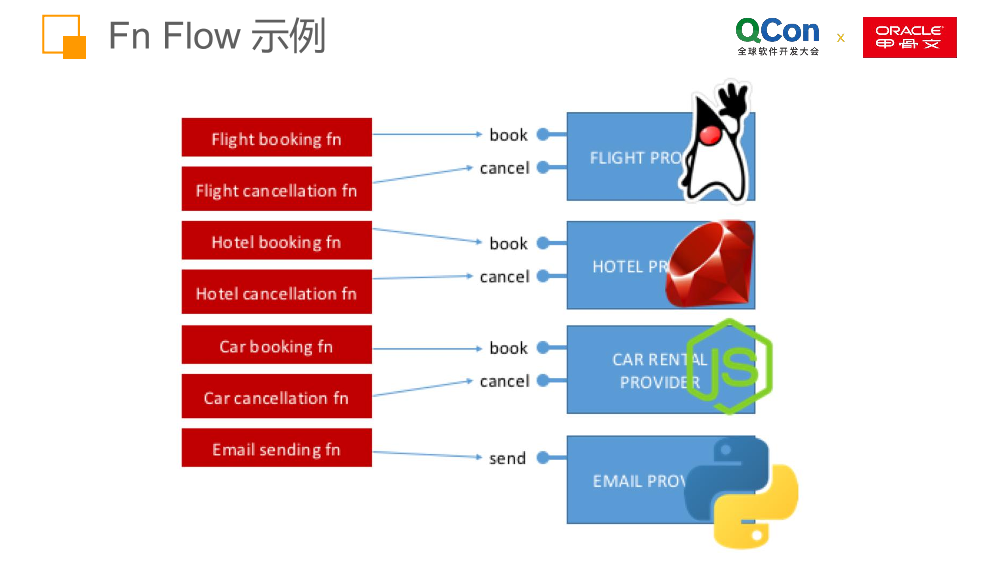 Fn Flow 示例
QCon
全球软件开发大会
x
ORACLE
甲骨文
Flight booking fn
Flight cancellation fn
Hotel booking fn
Hotel cancellation fn
Car booking fn
Car cancellation fn
Email sending fn
book
cancel
book
cancel
book
cancel
send
FLIGHT PRO
HOTEL PR
CAR RENTAL
PROVIDER
JS
EMAIL PROV